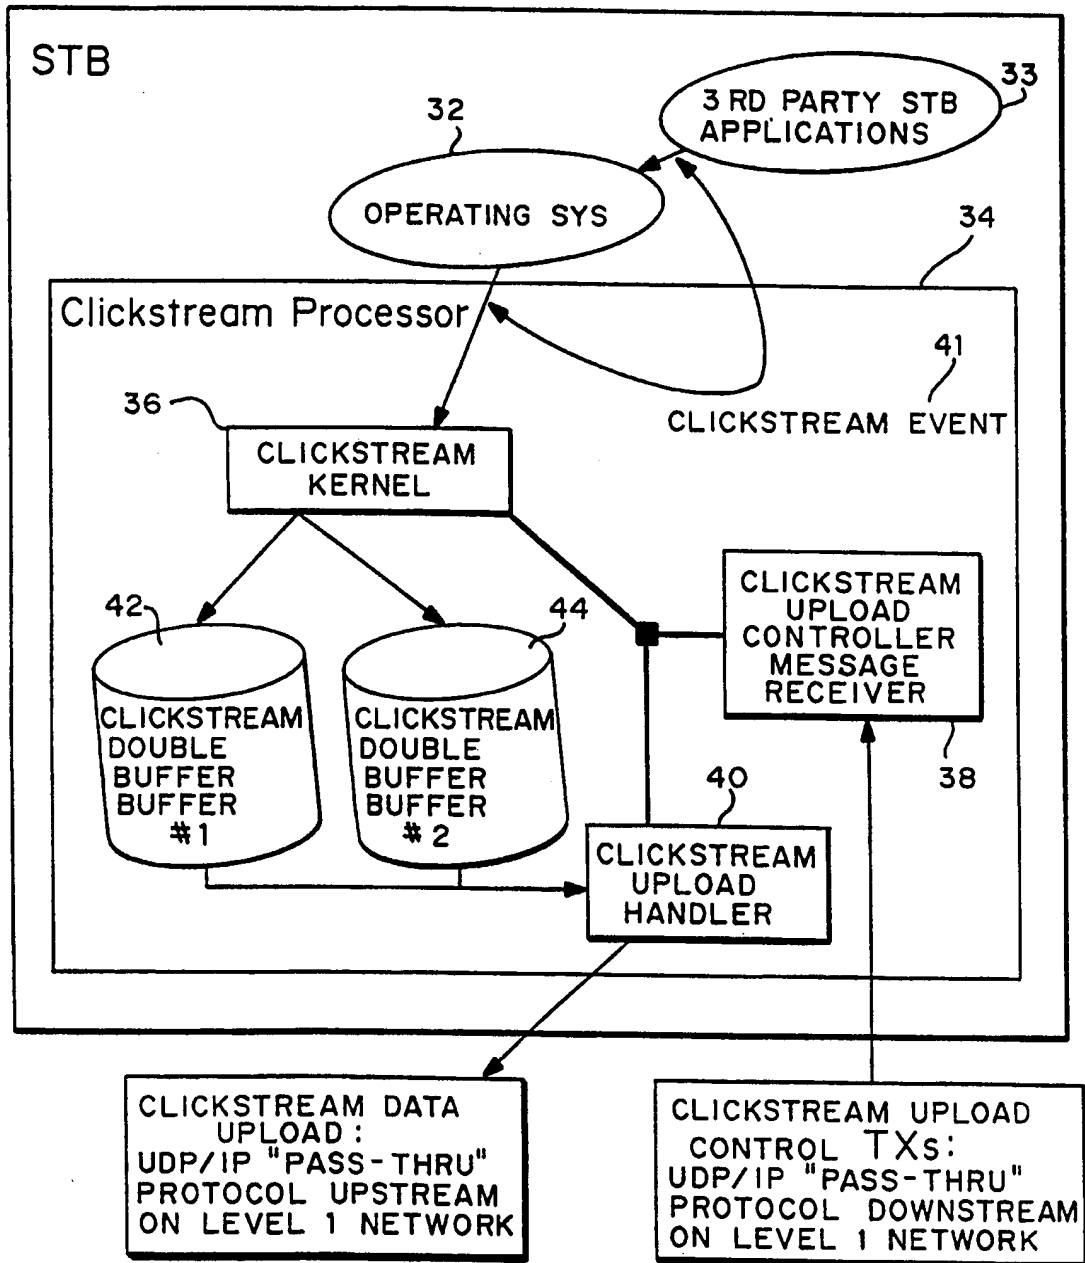 STB
33
3 RD PARTY STB
APPLICATIONS
32
OPERATING SYS
34
Clickstream Processor
41
CLICKSTREAM EVENT
36
CLICKSTREAM
KERNEL
42
44
CLICKSTREAM
DOUBLE
BUFFER
BUFFER
#1
CLICKSTREAM
DOUBLE
BUFFER
BUFFER
#2
CLICKSTREAM
UPLOAD
CONTROLLER
MESSAGE
RECEIVER
38
40
CLICKSTREAM
UPLOAD
HANDLER
CLICKSTREAM DATA
UPLOAD:
UDP/IP "PASS-THRU"
PROTOCOL UPSTREAM
ON LEVEL 1 NETWORK
CLICKSTREAM UPLOAD
CONTROL TXs:
UDP/IP "PASS-THRU"
PROTOCOL DOWNSTREAM
ON LEVEL 1 NETWORK